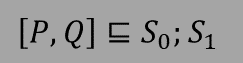 [P, Q] ⊑ S₀; S₁